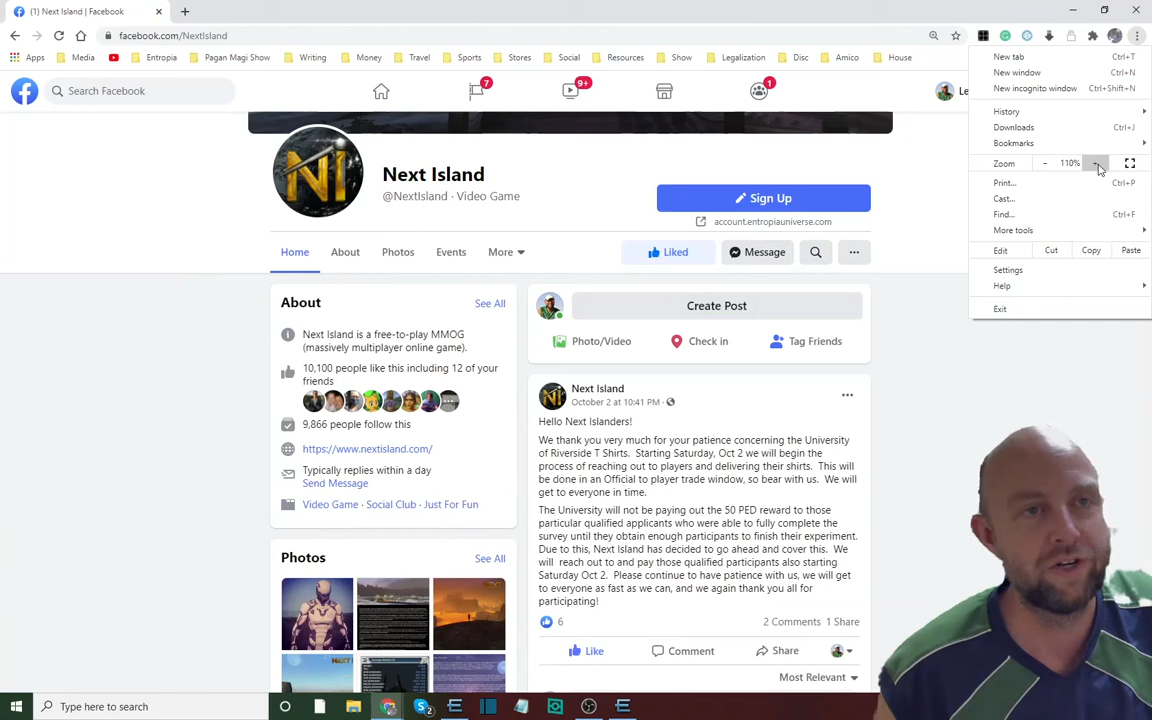 (1) Next Island | Facebook
facebook.com/NextIsland
Apps Media Entropia Pagan Magi Show Writing Money Travel Sports Stores Social Resources Legalization Disc Amico House
Search Facebook
7
9+
1
Le
New tab Ctrl+T
New window Ctrl+N
New incognito window Ctrl+Shift+N
History
Downloads Ctrl+J
Bookmarks
Zoom - 110% +
Print... Ctrl+P
Cast...
Find... Ctrl+F
More tools
Edit Cut Copy Paste
Settings
Help
Exit
NI
Next Island
@NextIsland · Video Game
Sign Up
account.entropiauniverse.com
Home About Photos Events More
Liked Message
About See All
Next Island is a free-to-play MMOG
(massively multiplayer online game).
10,100 people like this including 12 of your
friends
9,866 people follow this
https://www.nextisland.com/
Typically replies within a day
Send Message
Video Game · Social Club · Just For Fun
Photos See All
Create Post
Photo/Video Check in Tag Friends
Next Island
October 2 at 10:41 PM ·
Hello Next Islanders!
We thank you very much for your patience concerning the University
of Riverside T Shirts. Starting Saturday, Oct 2 we will begin the
process of reaching out to players and delivering their shirts. This will
be done in an Official to player trade window, so bear with us. We will
get to everyone in time.
The University will not be paying out the 50 PED reward to those
particular qualified applicants who were able to fully complete the
survey until they obtain enough participants to finish their experiment.
Due to this, Next Island has decided to go ahead and cover this. We
will reach out to and pay those qualified participants also starting
Saturday Oct 2. Please continue to have patience with us, we will get
to everyone as fast as we can, and we again thank you all for
participating!
6 2 Comments 1 Share
Like Comment Share
Most Relevant
Type here to search